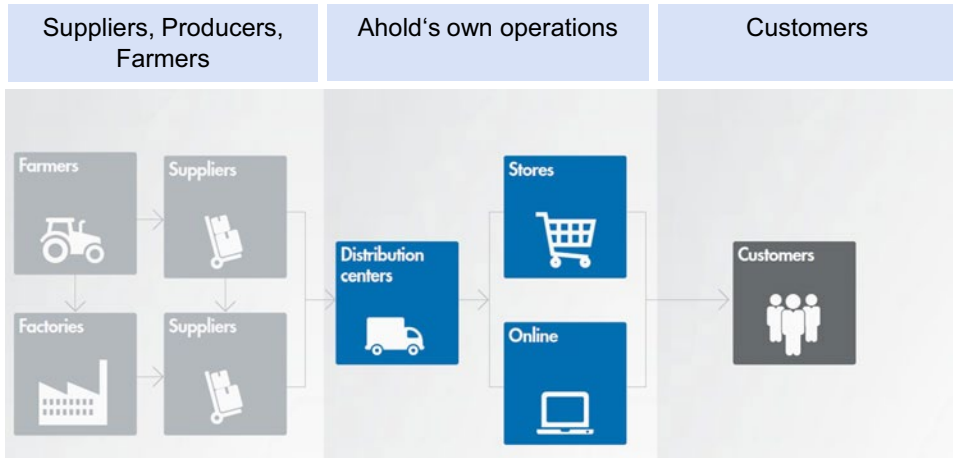 Suppliers, Producers,
Farmers
Ahold‘s own operations
Customers
Farmers
Suppliers
Stores
Distribution
centers
Customers
Factories
Suppliers
Online